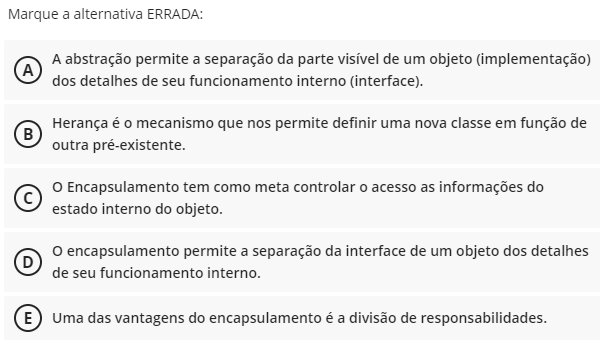 Marque a alternativa ERRADA:
A
A abstração permite a separação da parte visível de um objeto (implementação)
dos detalhes de seu funcionamento interno (interface).
B
Herança é o mecanismo que nos permite definir uma nova classe em função de
outra pré-existente.
C
O Encapsulamento tem como meta controlar o acesso as informações do
estado interno do objeto.
D
O encapsulamento permite a separação da interface de um objeto dos detalhes
de seu funcionamento interno.
E
Uma das vantagens do encapsulamento é a divisão de responsabilidades.